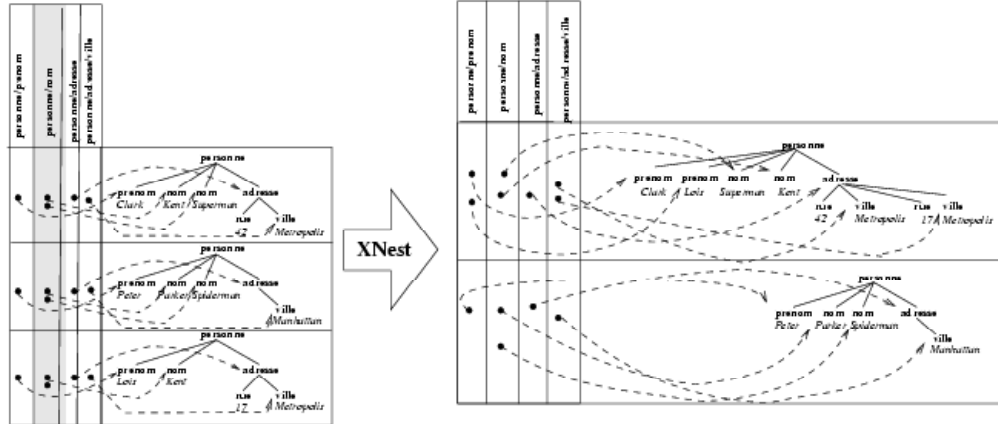 personne/prenom
personne/nom
personne/adresse
personne/adresse/ville
personne
prenom nom nom adresse
Clark Kent Superman
rue ville
42 Metropolis
personne
prenom nom nom adresse
Peter Parker Spiderman
ville
Manhattan
personne
prenom nom adresse
Lois Kent
rue ville
17 Metropolis
XNest
personne/prenom
personne/nom
personne/adresse
personne/adresse/ville
personne
prenom prenom nom nom adresse
Clark Lois Superman Kent
rue ville rue ville
42 Metropolis 17 Metropolis
personne
prenom nom nom adresse
Peter Parker Spiderman
ville
Manhattan